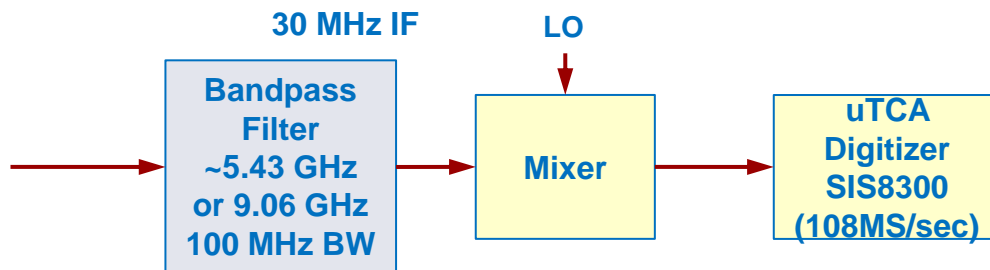 30 MHz IF
LO
Bandpass
Filter
~5.43 GHz
or 9.06 GHz
100 MHz BW
Mixer
uTCA
Digitizer
SIS8300
(108MS/sec)